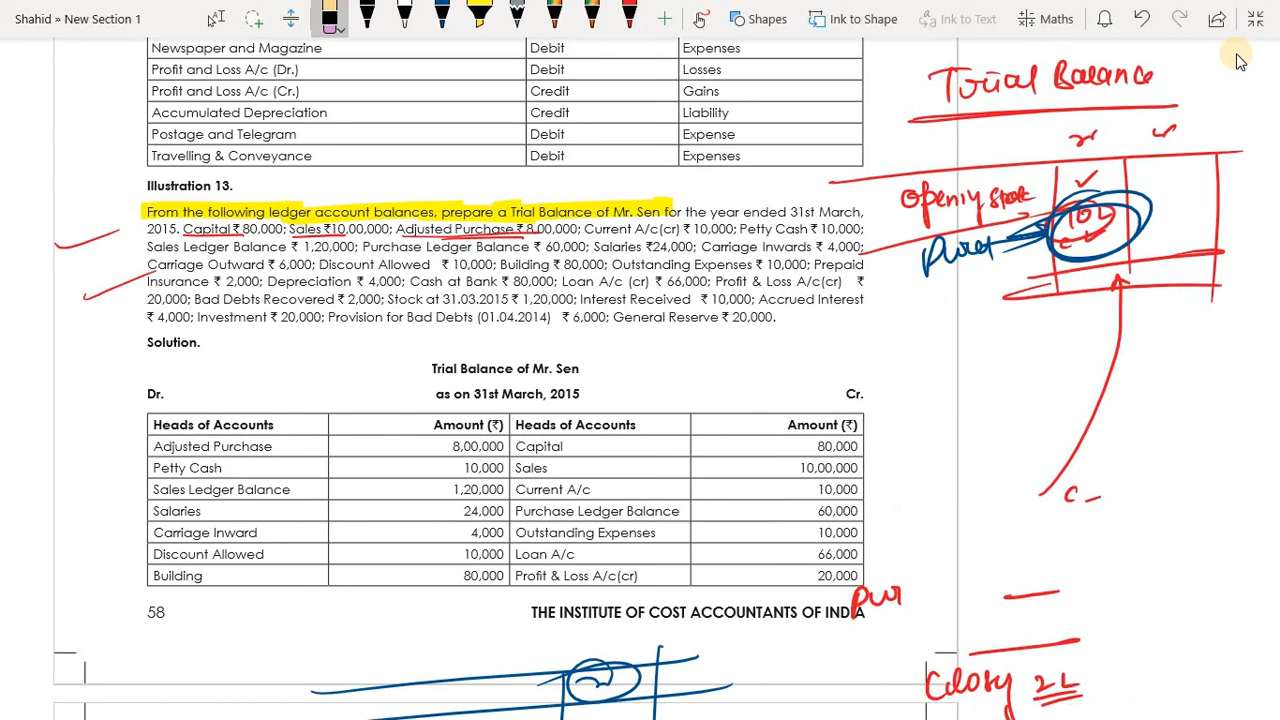 Shahid » New Section 1
Shapes
Ink to Shape
Ink to Text
Maths
Newspaper and Magazine Debit Expenses
Profit and Loss A/c (Dr.) Debit Losses
Profit and Loss A/c (Cr.) Credit Gains
Accumulated Depreciation Credit Liability
Postage and Telegram Debit Expense
Travelling & Conveyance Debit Expenses
Illustration 13.
From the following ledger account balances, prepare a Trial Balance of Mr. Sen for the year ended 31st March,
2015. Capital ₹ 80,000; Sales ₹10,00,000; Adjusted Purchase ₹ 8,00,000; Current A/c(cr) ₹ 10,000; Petty Cash ₹ 10,000;
Sales Ledger Balance ₹ 1,20,000; Purchase Ledger Balance ₹ 60,000; Salaries ₹24,000; Carriage Inwards ₹ 4,000;
Carriage Outward ₹ 6,000; Discount Allowed ₹ 10,000; Building ₹ 80,000; Outstanding Expenses ₹ 10,000; Prepaid
Insurance ₹ 2,000; Depreciation ₹ 4,000; Cash at Bank ₹ 80,000; Loan A/c (cr) ₹ 66,000; Profit & Loss A/c(cr) ₹
20,000; Bad Debts Recovered ₹ 2,000; Stock at 31.03.2015 ₹ 1,20,000; Interest Received ₹ 10,000; Accrued Interest
₹ 4,000; Investment ₹ 20,000; Provision for Bad Debts (01.04.2014) ₹ 6,000; General Reserve ₹ 20,000.
Solution.
Trial Balance of Mr. Sen
Dr. as on 31st March, 2015 Cr.
Heads of Accounts Amount (₹) Heads of Accounts Amount (₹)
Adjusted Purchase 8,00,000 Capital 80,000
Petty Cash 10,000 Sales 10,00,000
Sales Ledger Balance 1,20,000 Current A/c 10,000
Salaries 24,000 Purchase Ledger Balance 60,000
Carriage Inward 4,000 Outstanding Expenses 10,000
Discount Allowed 10,000 Loan A/c 66,000
Building 80,000 Profit & Loss A/c(cr) 20,000
58 THE INSTITUTE OF COST ACCOUNTANTS OF INDIA
Trial Balance
10L
Pur
2L